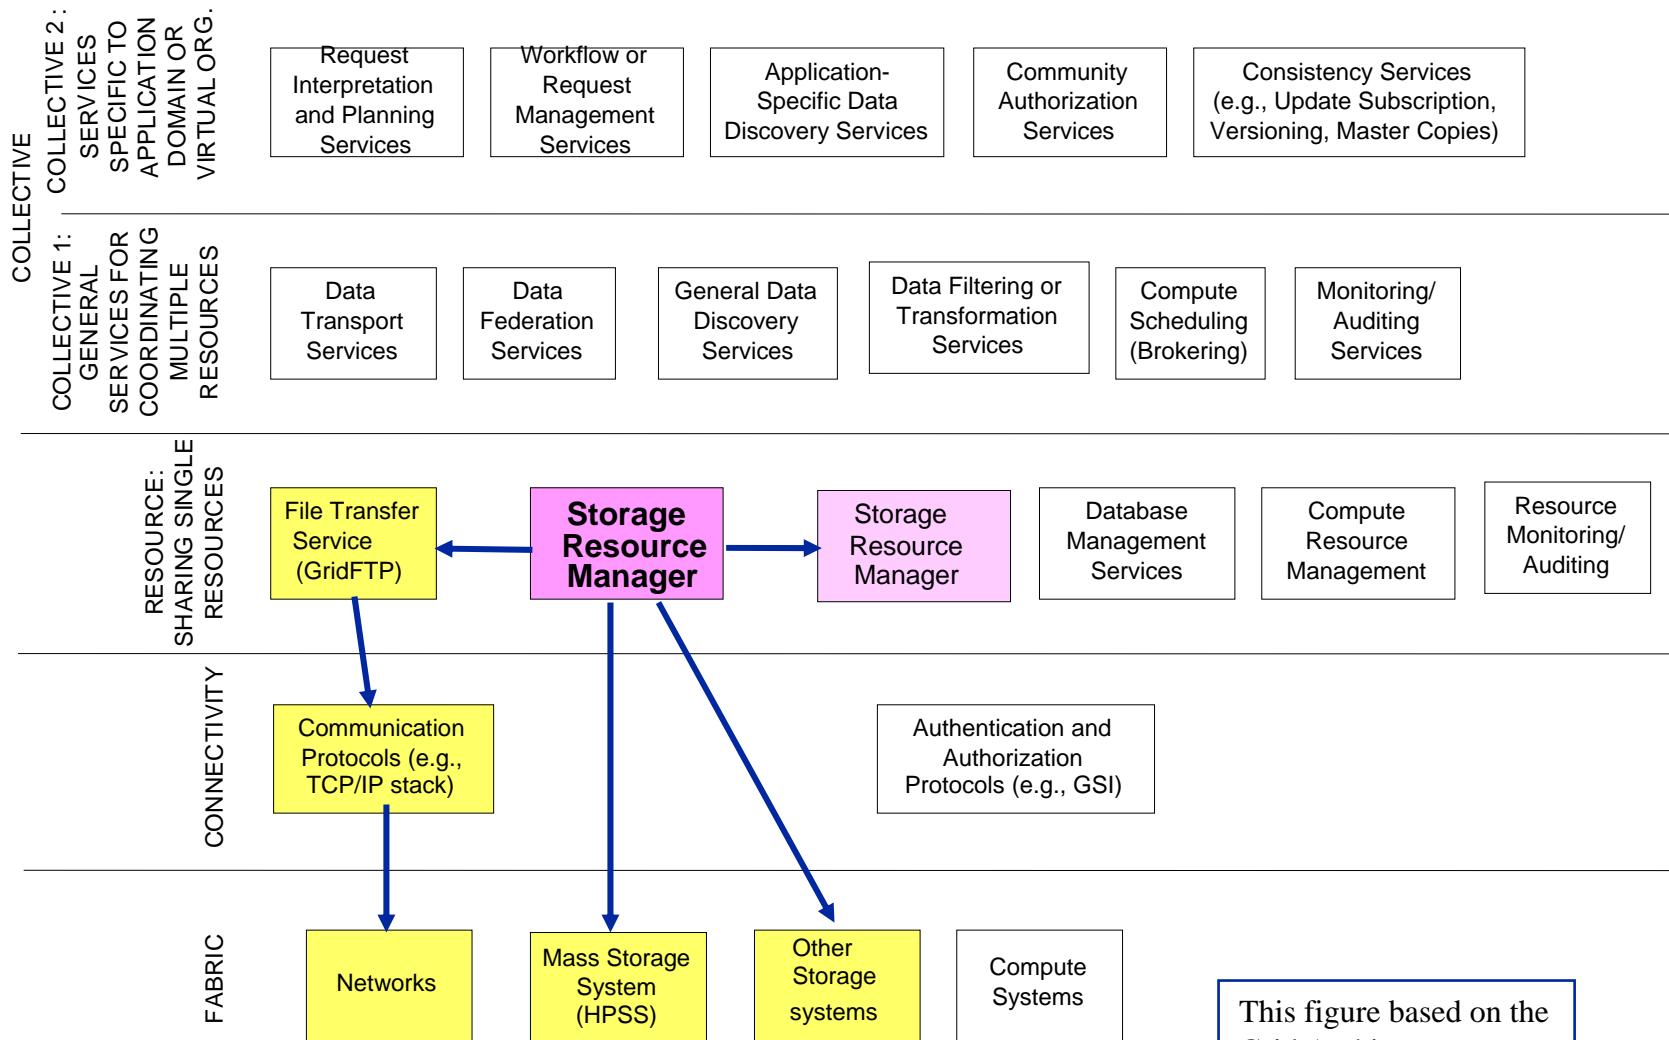 COLLECTIVE
COLLECTIVE 2 :
SERVICES
SPECIFIC TO
APPLICATION
DOMAIN OR
VIRTUAL ORG.
Request
Interpretation
and Planning
Services
Workflow or
Request
Management
Services
Application-
Specific Data
Discovery Services
Community
Authorization
Services
Consistency Services
(e.g., Update Subscription,
Versioning, Master Copies)
COLLECTIVE 1:
GENERAL
SERVICES FOR
COORDINATING
MULTIPLE
RESOURCES
Data
Transport
Services
Data
Federation
Services
General Data
Discovery
Services
Data Filtering or
Transformation
Services
Compute
Scheduling
(Brokering)
Monitoring/
Auditing
Services
RESOURCE:
SHARING SINGLE
RESOURCES
File Transfer
Service
(GridFTP)
Storage
Resource
Manager
Storage
Resource
Manager
Database
Management
Services
Compute
Resource
Management
Resource
Monitoring/
Auditing
CONNECTIVITY
Communication
Protocols (e.g.,
TCP/IP stack)
Authentication and
Authorization
Protocols (e.g., GSI)
FABRIC
Networks
Mass Storage
System
(HPSS)
Other
Storage
systems
Compute
Systems
This figure based on the